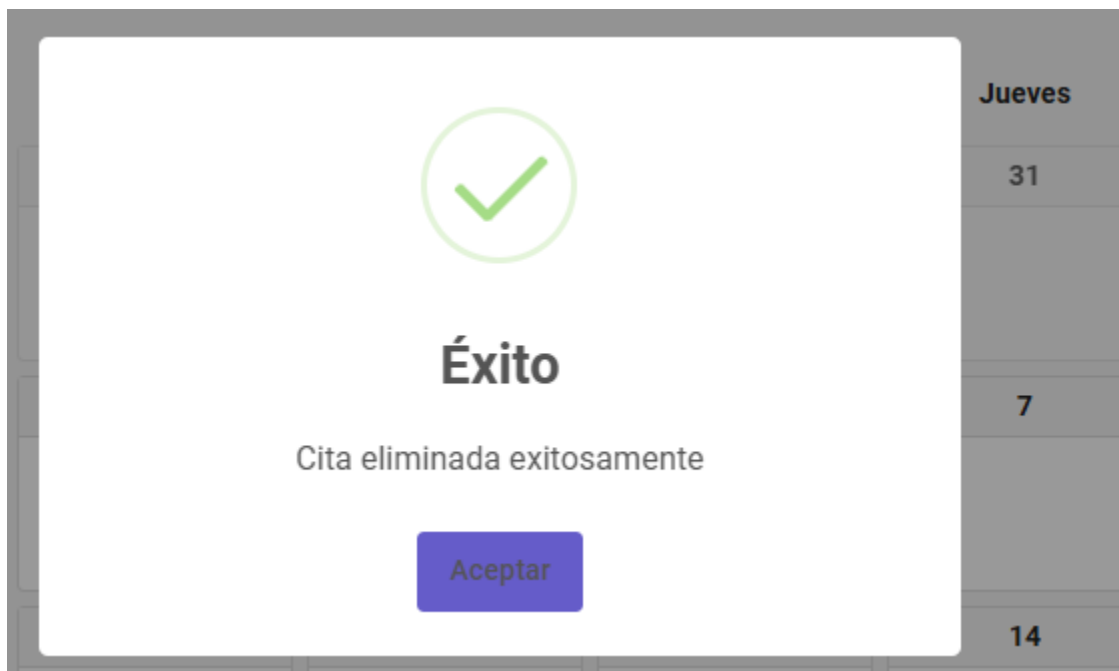 Jueves
31
Éxito
7
Cita eliminada exitosamente
Aceptar
14